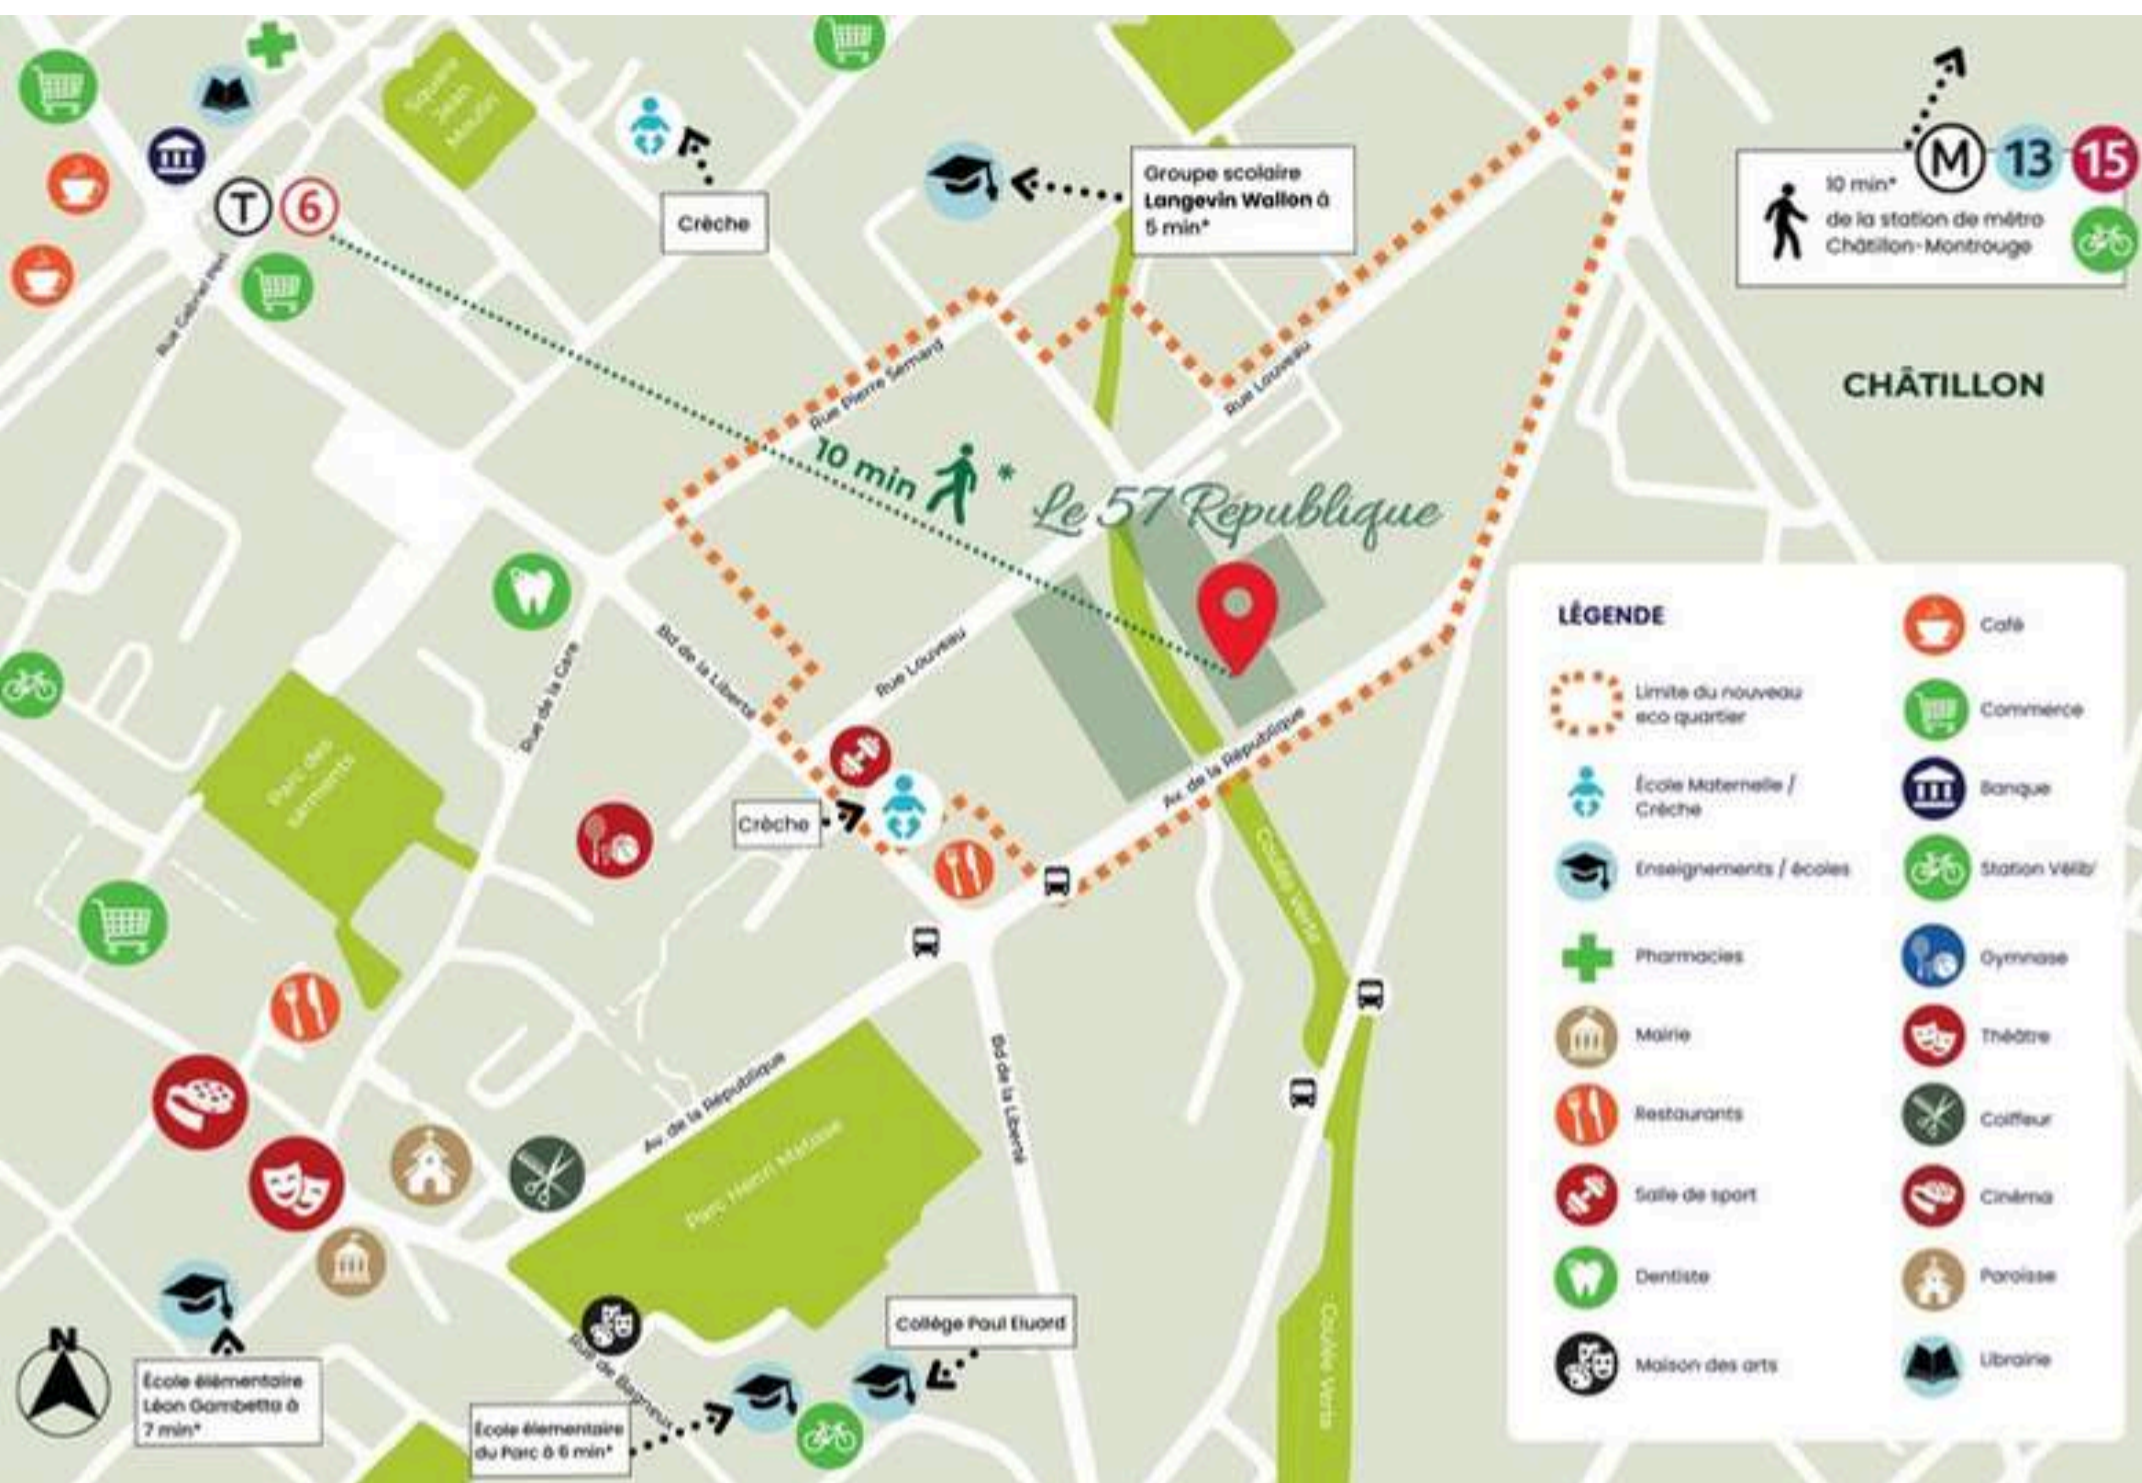 Square
Jean
Moulin
Crèche
Groupe scolaire
Langevin Wallon à
5 min*
M 13 15
10 min*
de la station de métro
Châtillon-Montrouge
T 6
Rue Gabriel Péri
CHÂTILLON
Rue Pierre Semard
Rue Louveau
10 min *
Le 57 République
Bd de la Liberté
Rue Louveau
Rue de la Gare
Parc des
sarments
Av. de la République
Crèche
Coulée Verte
Av. de la République
Bd de la Liberté
Parc Henri Matisse
Coulée Verte
Collège Paul Eluard
Rue de Bagneux
N
École élémentaire
Léon Gambetta à
7 min*
École élementaire
du Parc à 6 min*
LÉGENDE
Limite du nouveau
eco quartier
École Maternelle /
Crèche
Enseignements / écoles
Pharmacies
Mairie
Restaurants
Salle de sport
Dentiste
Maison des arts
Café
Commerce
Banque
Station Vélib'
Gymnase
Théâtre
Coiffeur
Cinéma
Paroisse
Librairie